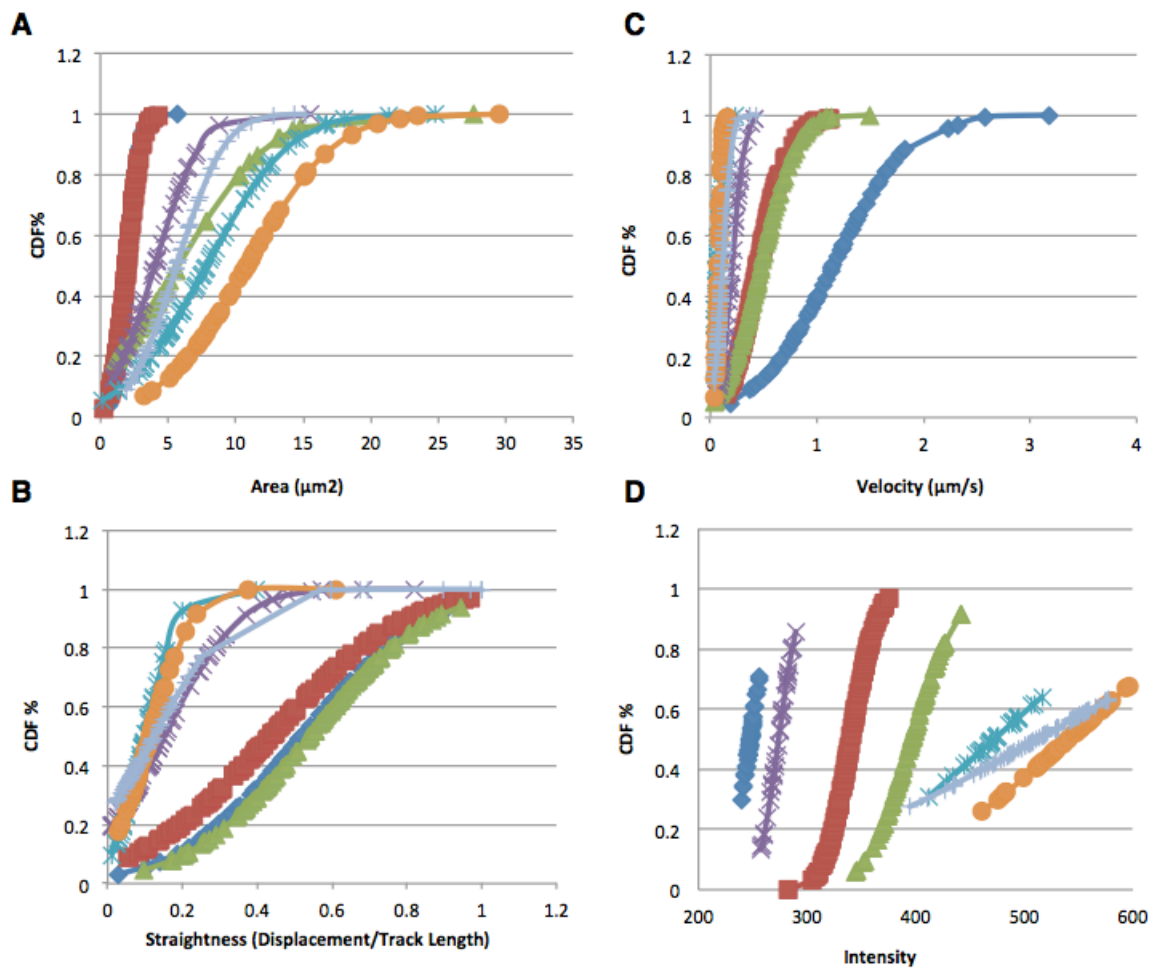 A
1.2
1
0.8
0.6
0.4
0.2
0
CDF%
0 5 10 15 20 25 30 35
Area (μm2)
C
1.2
1
0.8
0.6
0.4
0.2
0
CDF %
0 1 2 3 4
Velocity (μm/s)
B
1.2
1
0.8
0.6
0.4
0.2
0
CDF %
0 0.2 0.4 0.6 0.8 1 1.2
Straightness (Displacement/Track Length)
D
1.2
1
0.8
0.6
0.4
0.2
0
CDF %
200 300 400 500 600
Intensity